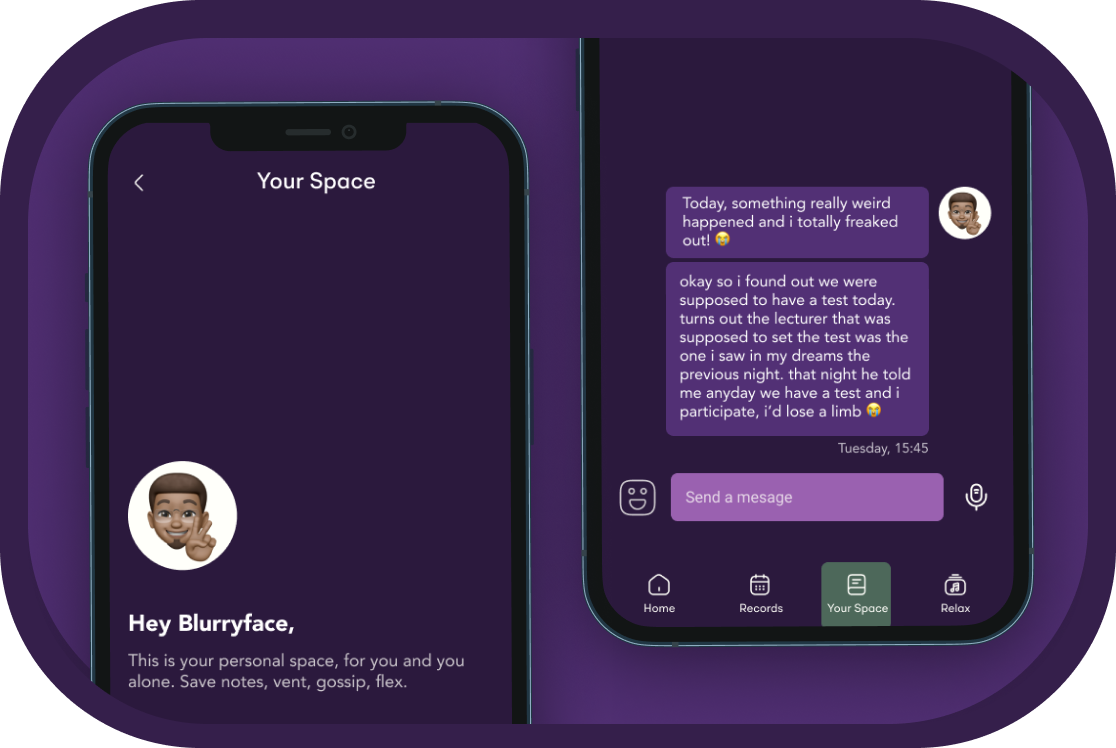 Your Space
Hey Blurryface,
This is your personal space, for you and you
alone. Save notes, vent, gossip, flex.
Today, something really weird
happened and i totally freaked
out! 😭
okay so i found out we were
supposed to have a test today.
turns out the lecturer that was
supposed to set the test was the
one i saw in my dreams the
previous night. that night he told
me anyday we have a test and i
participate, i’d lose a limb 😭
Tuesday, 15:45
Send a mesage
Home
Records
Your Space
Relax